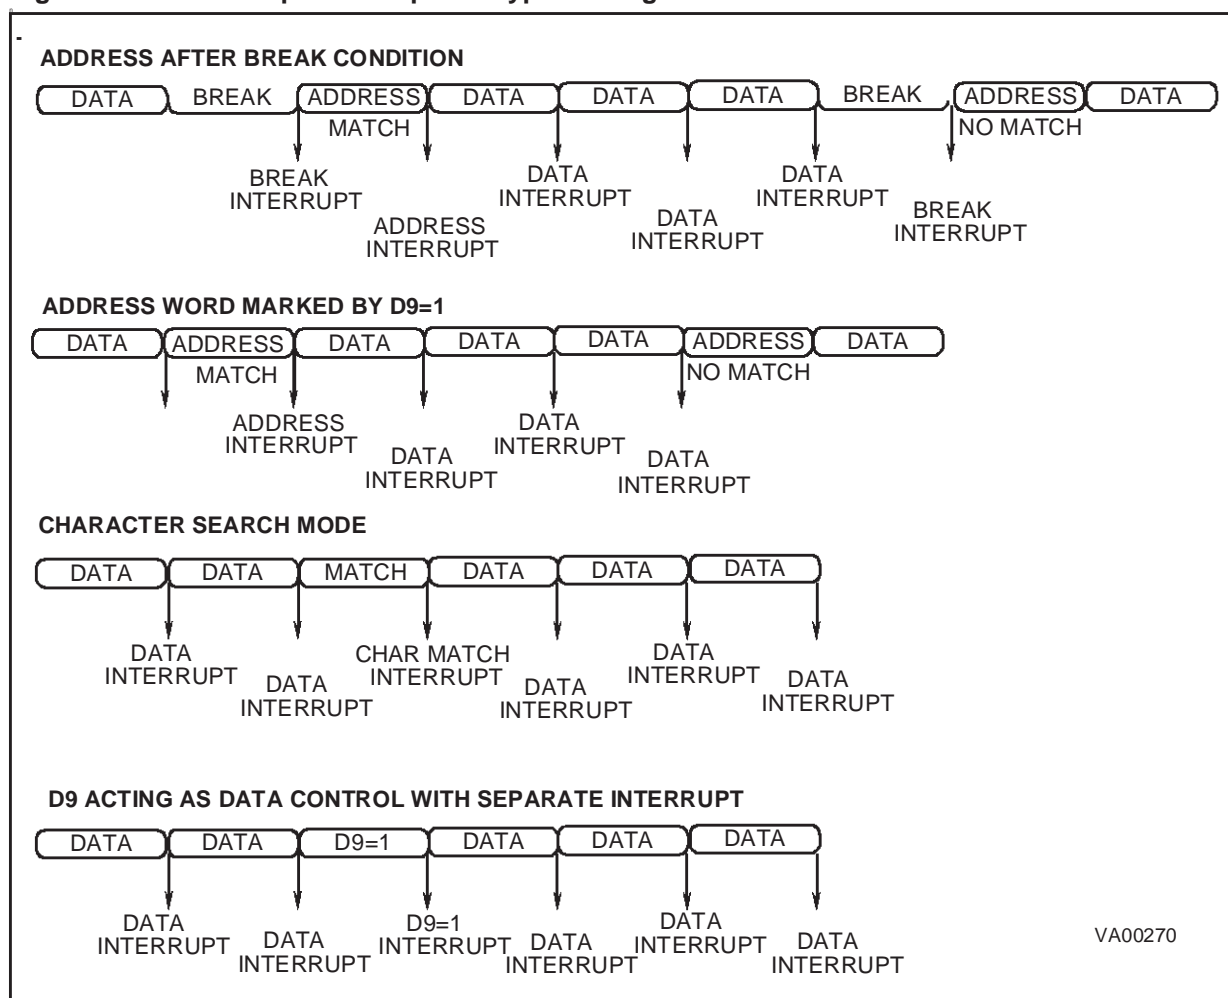 ADDRESS AFTER BREAK CONDITION
DATA BREAK ADDRESS DATA DATA DATA BREAK ADDRESS DATA
MATCH NO MATCH
BREAK
INTERRUPT
ADDRESS
INTERRUPT
DATA
INTERRUPT
DATA
INTERRUPT
DATA
INTERRUPT
BREAK
INTERRUPT
ADDRESS WORD MARKED BY D9=1
DATA ADDRESS DATA DATA DATA ADDRESS DATA
MATCH NO MATCH
ADDRESS
INTERRUPT
DATA
INTERRUPT
DATA
INTERRUPT
DATA
INTERRUPT
CHARACTER SEARCH MODE
DATA DATA MATCH DATA DATA DATA
DATA
INTERRUPT
DATA
INTERRUPT
CHAR MATCH
INTERRUPT
DATA
INTERRUPT
DATA
INTERRUPT
DATA
INTERRUPT
D9 ACTING AS DATA CONTROL WITH SEPARATE INTERRUPT
DATA DATA D9=1 DATA DATA DATA
DATA
INTERRUPT
DATA
INTERRUPT
D9=1
INTERRUPT
DATA
INTERRUPT
DATA
INTERRUPT
DATA
INTERRUPT
VA00270